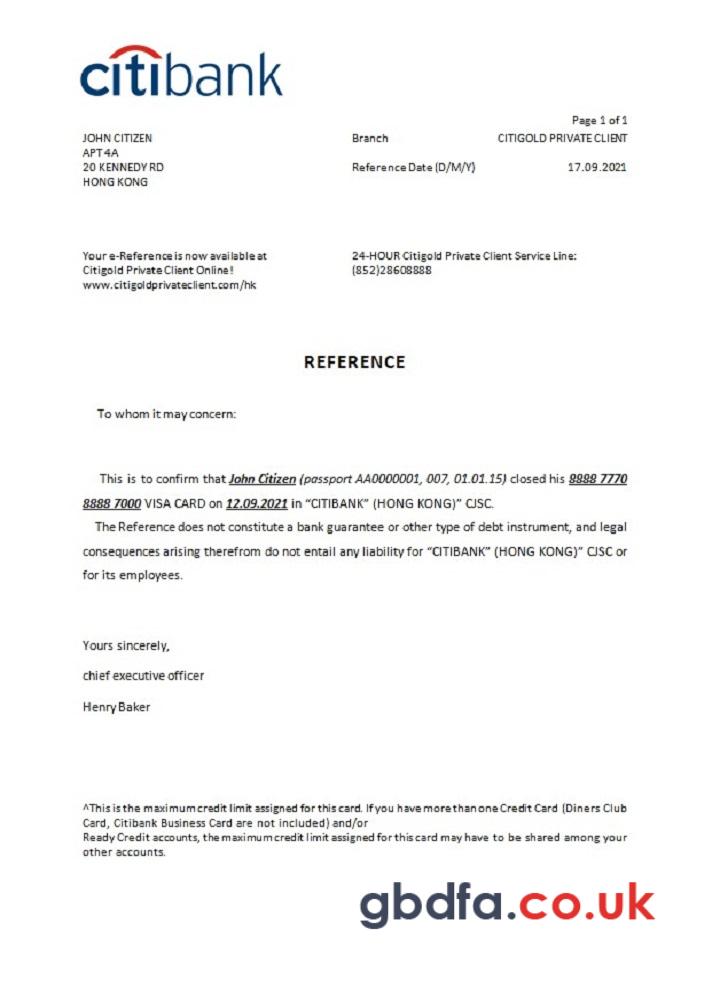 citibank
Page 1 of 1
JOHN CITIZEN
Branch
CITIGOLD PRIVATE CLIENT
APT 4A
20 KENNEDY RD
Reference Date (D/M/Y)
17.09.2021
HONG KONG
Your e-Reference is now available at
Citigold Private Client Online!
www.citigoldprivateclient.com/hk
24-HOUR Citigold Private Client Service Line:
(852)28608888
REFERENCE
To whom it may concern:
This is to confirm that John Citizen (passport AA0000001, 007, 01.01.15) closed his 8888 7770
8888 7000 VISA CARD on 12.09.2021 in “CITIBANK” (HONG KONG)” CJSC.
The Reference does not constitute a bank guarantee or other type of debt instrument, and legal
consequences arising therefrom do not entail any liability for “CITIBANK” (HONG KONG)” CJSC or
for its employees.
Yours sincerely,
chief executive officer
Henry Baker
^This is the maximum credit limit assigned for this card. If you have more than one Credit Card (Diners Club
Card, Citibank Business Card are not included) and/or
Ready Credit accounts, the maximum credit limit assigned for this card may have to be shared among your
other accounts.
gbdfa.co.uk